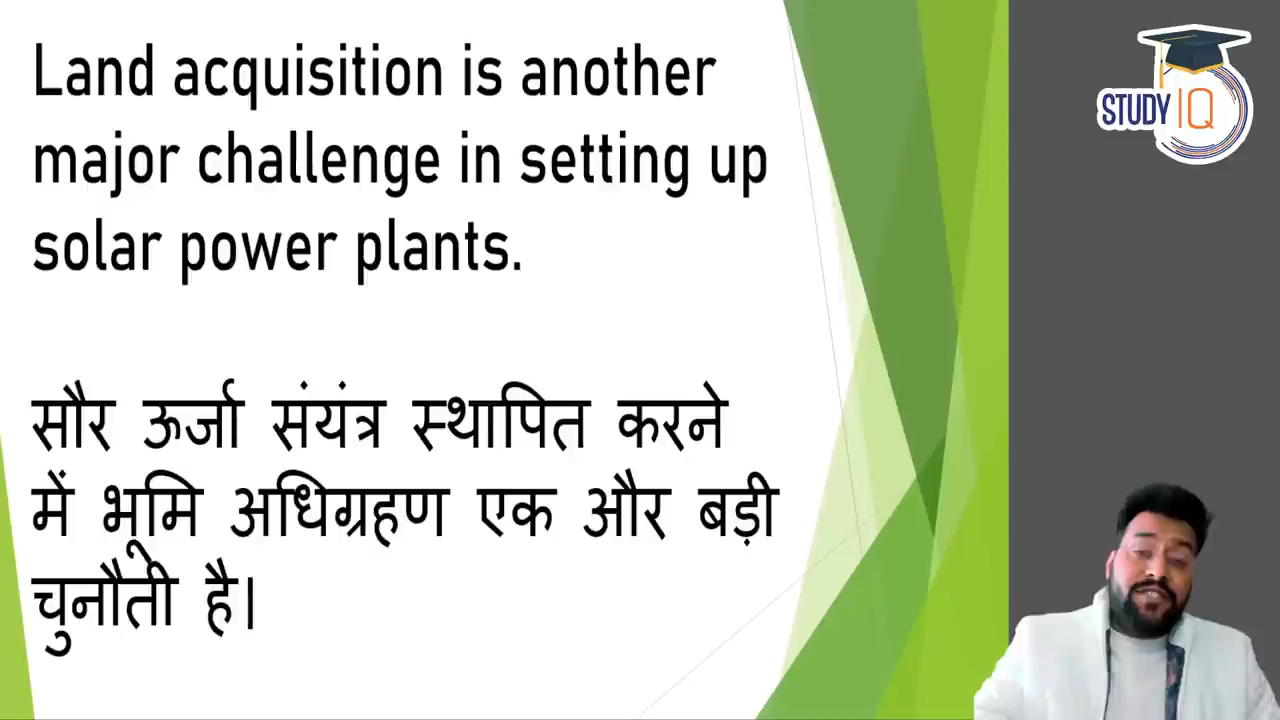 Land acquisition is another
major challenge in setting up
solar power plants.
सौर ऊर्जा संयंत्र स्थापित करने
में भूमि अधिग्रहण एक और बड़ी
चुनौती है।
STUDY IQ